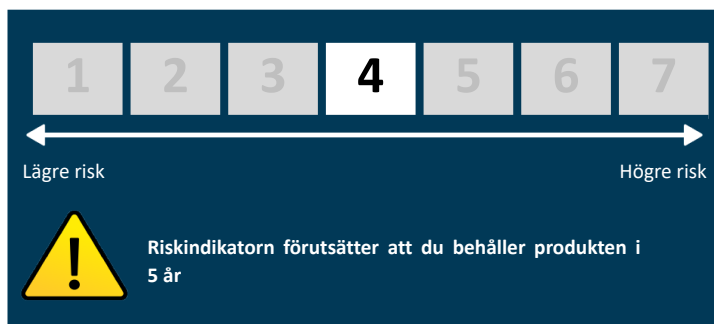 1 2 3 4 5 6 7
Lägre risk Högre risk
Riskindikatorn förutsätter att du behåller produkten i
5 år